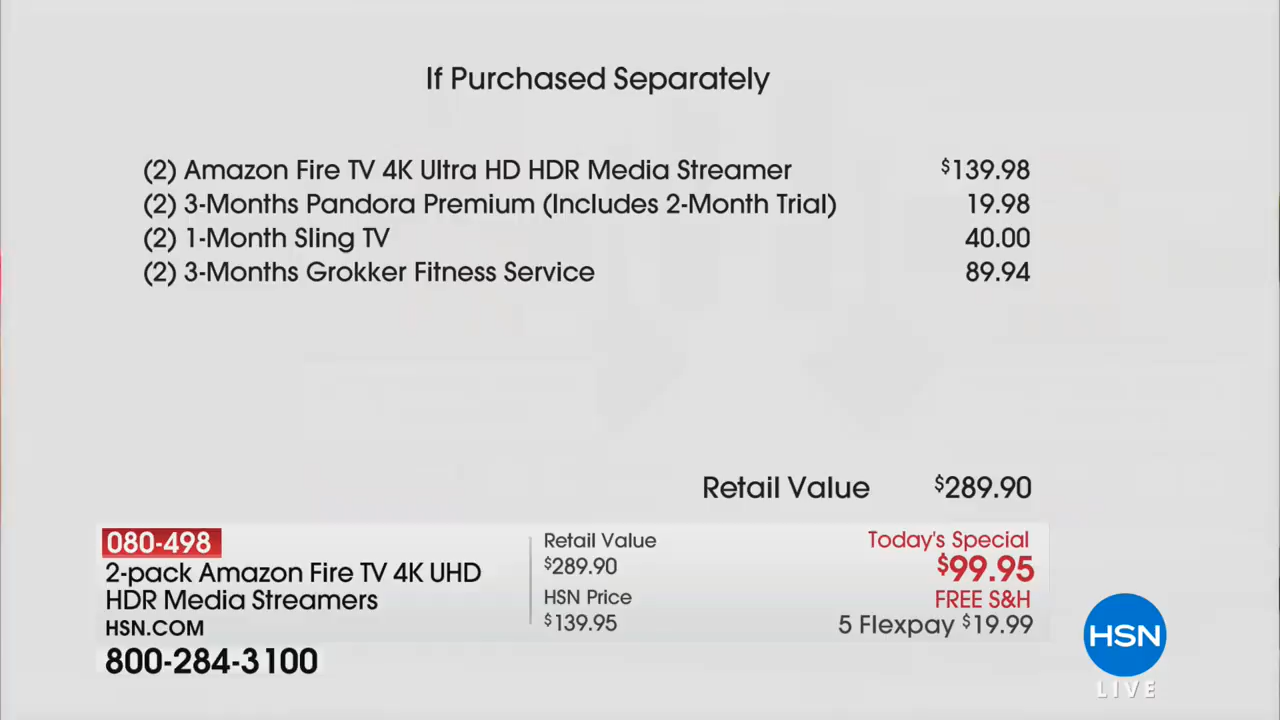 If Purchased Separately
(2) Amazon Fire TV 4K Ultra HD HDR Media Streamer $139.98
(2) 3-Months Pandora Premium (Includes 2-Month Trial) 19.98
(2) 1-Month Sling TV 40.00
(2) 3-Months Grokker Fitness Service 89.94
Retail Value $289.90
080-498
2-pack Amazon Fire TV 4K UHD
HDR Media Streamers
HSN.COM
800-284-3100
Retail Value
$289.90
HSN Price
$139.95
Today's Special
$99.95
FREE S&H
5 Flexpay $19.99
HSN
LIVE